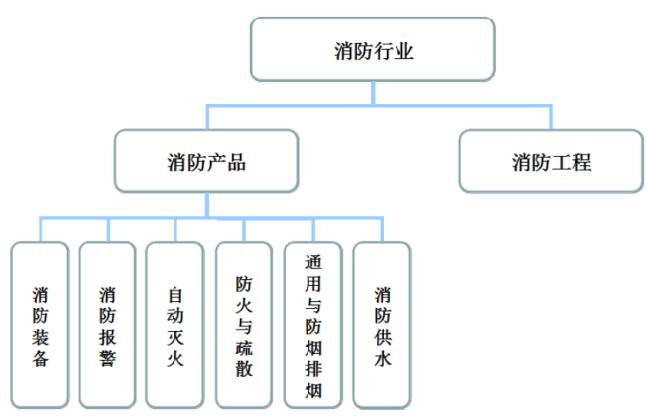 消防行业
消防产品
消防工程
消防装备
消防报警
自动灭火
防火与疏散
通用与防烟排烟
消防供水